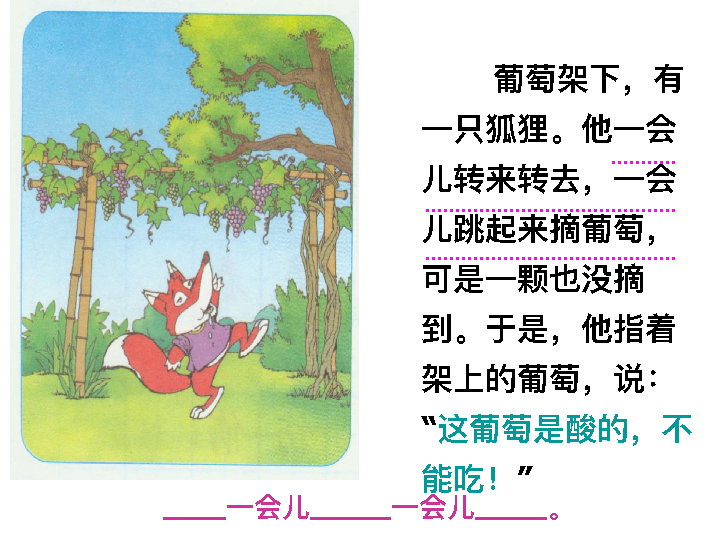 葡萄架下，有
一只狐狸。他一会
儿转来转去，一会
儿跳起来摘葡萄，
可是一颗也没摘
到。于是，他指着
架上的葡萄，说：
“这葡萄是酸的，不
能吃！”
____一会儿_____一会儿____。